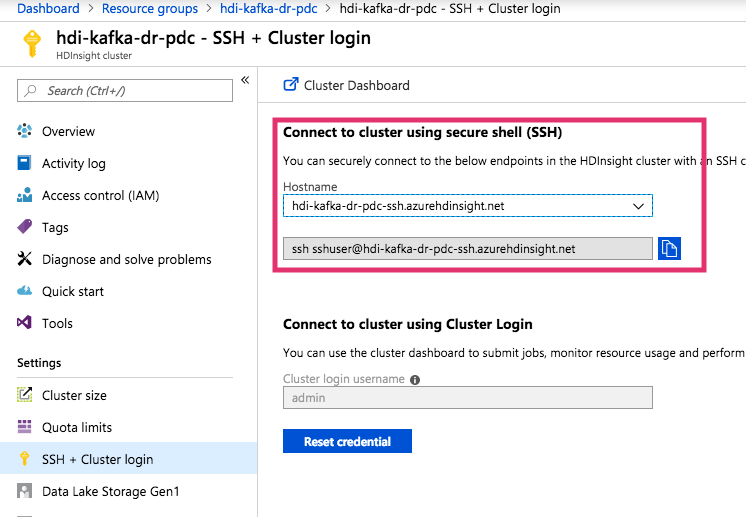 Dashboard > Resource groups > hdi-kafka-dr-pdc > hdi-kafka-dr-pdc - SSH + Cluster login
hdi-kafka-dr-pdc - SSH + Cluster login
HDInsight cluster
Search (Ctrl+/)
Overview
Activity log
Access control (IAM)
Tags
Diagnose and solve problems
Quick start
Tools
Settings
Cluster size
Quota limits
SSH + Cluster login
Data Lake Storage Gen1
Cluster Dashboard
Connect to cluster using secure shell (SSH)
You can securely connect to the below endpoints in the HDInsight cluster with an SSH c
Hostname
hdi-kafka-dr-pdc-ssh.azurehdinsight.net
ssh sshuser@hdi-kafka-dr-pdc-ssh.azurehdinsight.net
Connect to cluster using Cluster Login
You can use the cluster dashboard to submit jobs, monitor resource usage and perform
Cluster login username
admin
Reset credential